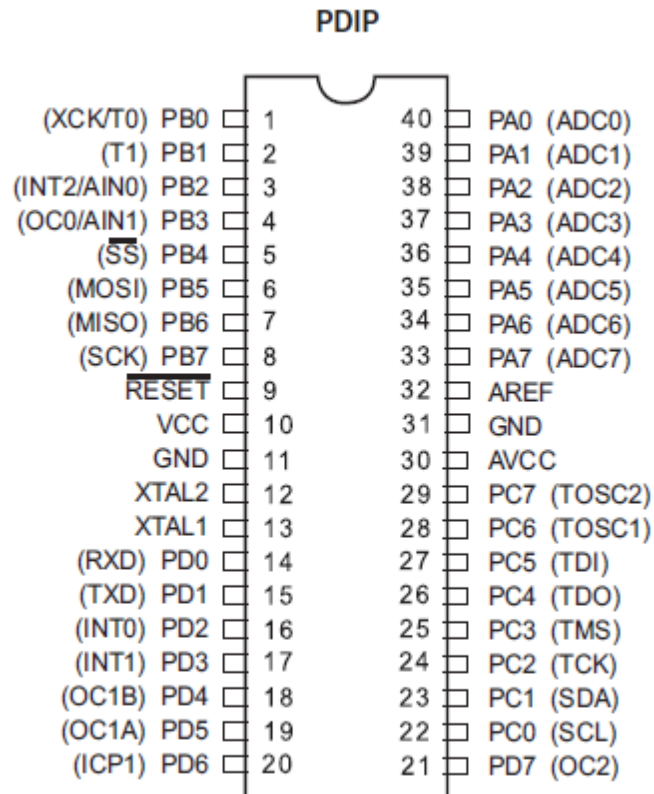 PDIP
(XCK/T0) PB0 1 40 PA0 (ADC0)
(T1) PB1 2 39 PA1 (ADC1)
(INT2/AIN0) PB2 3 38 PA2 (ADC2)
(OC0/AIN1) PB3 4 37 PA3 (ADC3)
(SS) PB4 5 36 PA4 (ADC4)
(MOSI) PB5 6 35 PA5 (ADC5)
(MISO) PB6 7 34 PA6 (ADC6)
(SCK) PB7 8 33 PA7 (ADC7)
RESET 9 32 AREF
VCC 10 31 GND
GND 11 30 AVCC
XTAL2 12 29 PC7 (TOSC2)
XTAL1 13 28 PC6 (TOSC1)
(RXD) PD0 14 27 PC5 (TDI)
(TXD) PD1 15 26 PC4 (TDO)
(INT0) PD2 16 25 PC3 (TMS)
(INT1) PD3 17 24 PC2 (TCK)
(OC1B) PD4 18 23 PC1 (SDA)
(OC1A) PD5 19 22 PC0 (SCL)
(ICP1) PD6 20 21 PD7 (OC2)